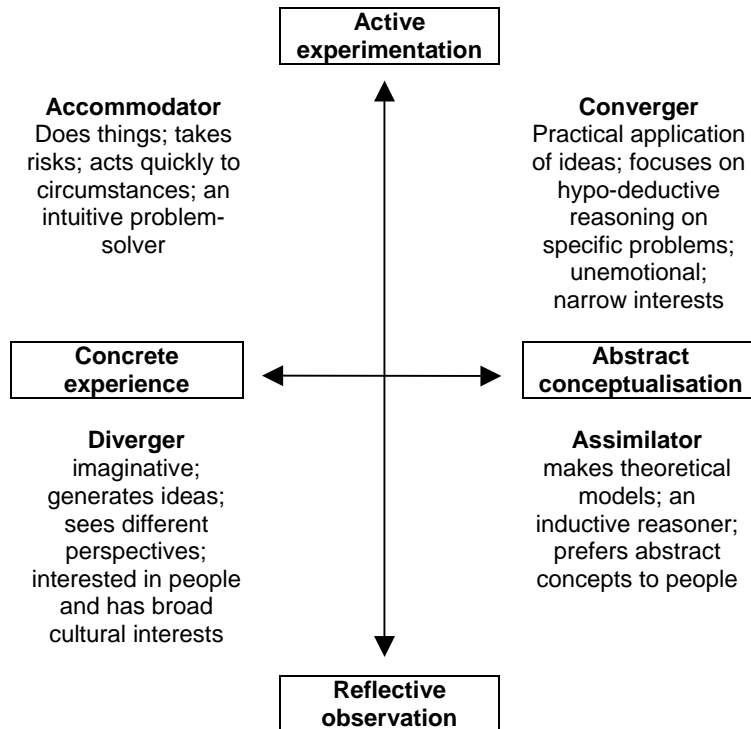 Active
experimentation
Accommodator
Does things; takes
risks; acts quickly to
circumstances; an
intuitive problem-
solver
Converger
Practical application
of ideas; focuses on
hypo-deductive
reasoning on
specific problems;
unemotional;
narrow interests
Concrete
experience
Abstract
conceptualisation
Diverger
imaginative;
generates ideas;
sees different
perspectives;
interested in people
and has broad
cultural interests
Assimilator
makes theoretical
models; an
inductive reasoner;
prefers abstract
concepts to people
Reflective
observation